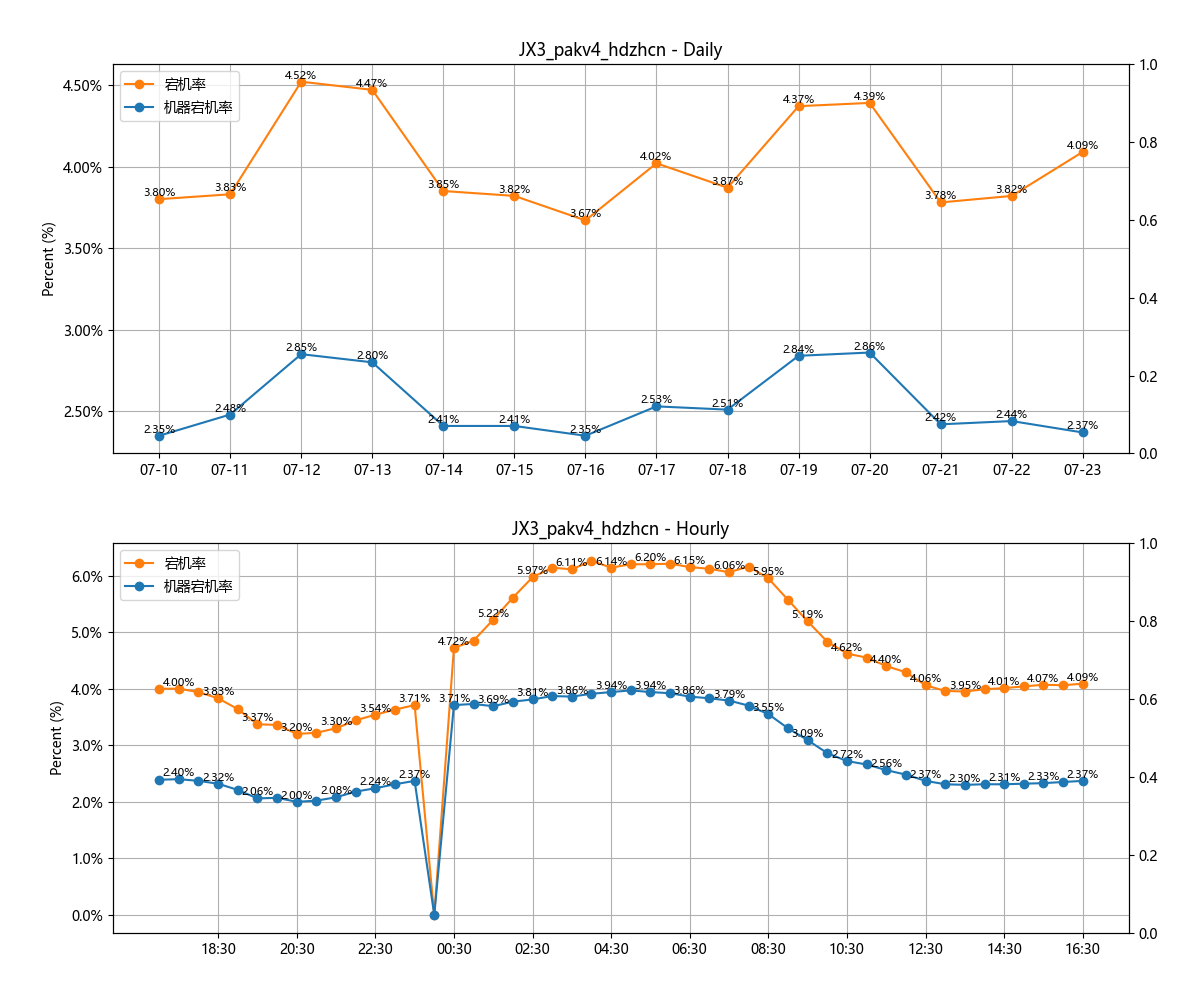 JX3_pakv4_hdzhcn - Daily
宕机率
机器宕机率
Percent (%)
4.50%
4.00%
3.50%
3.00%
2.50%
1.0
0.8
0.6
0.4
0.2
0.0
3.80% 3.83% 4.52% 4.47% 3.85% 3.82% 3.67% 4.02% 3.87% 4.37% 4.39% 3.78% 3.82% 4.09%
2.35% 2.48% 2.85% 2.80% 2.41% 2.41% 2.35% 2.53% 2.51% 2.84% 2.86% 2.42% 2.44% 2.37%
07-10 07-11 07-12 07-13 07-14 07-15 07-16 07-17 07-18 07-19 07-20 07-21 07-22 07-23
JX3_pakv4_hdzhcn - Hourly
宕机率
机器宕机率
Percent (%)
6.0%
5.0%
4.0%
3.0%
2.0%
1.0%
0.0%
1.0
0.8
0.6
0.4
0.2
0.0
4.00% 3.83% 3.37% 3.20% 3.30% 3.54% 3.71% 4.72% 5.22% 5.97% 6.11% 6.14% 6.20% 6.15% 6.06% 5.95% 5.19% 4.62% 4.40% 4.06% 3.95% 4.01% 4.07% 4.09%
2.40% 2.32% 2.06% 2.00% 2.08% 2.24% 2.37% 3.71% 3.69% 3.81% 3.86% 3.94% 3.94% 3.86% 3.79% 3.55% 3.09% 2.72% 2.56% 2.37% 2.30% 2.31% 2.33% 2.37%
18:30 20:30 22:30 00:30 02:30 04:30 06:30 08:30 10:30 12:30 14:30 16:30